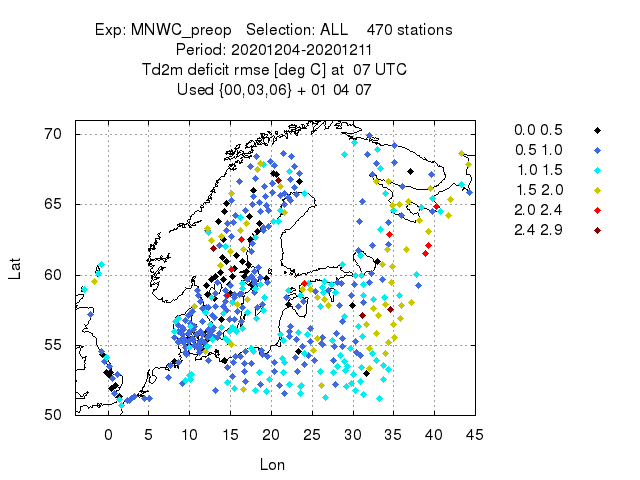 Exp: MNWC_preop Selection: ALL 470 stations
Period: 20201204-20201211
Td2m deficit rmse [deg C] at 07 UTC
Used {00,03,06} + 01 04 07
0.0 0.5
0.5 1.0
1.0 1.5
1.5 2.0
2.0 2.4
2.4 2.9
70
65
60
55
50
Lat
0 5 10 15 20 25 30 35 40 45
Lon